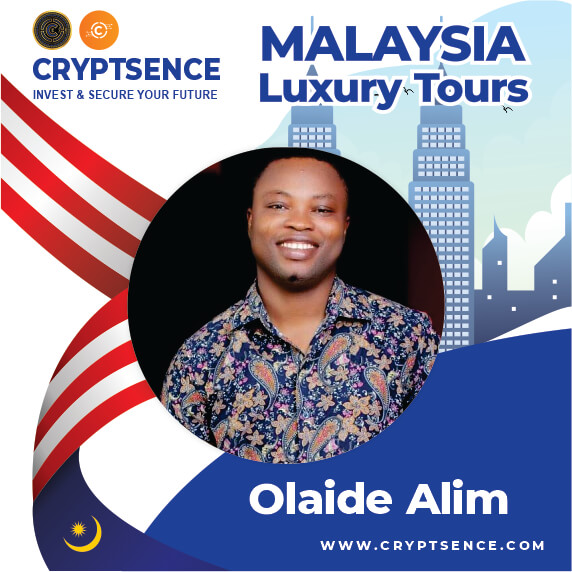 CRYPTSENCE
INVEST & SECURE YOUR FUTURE
MALAYSIA
Luxury Tours
Olaide Alim
WWW.CRYPTSENCE.COM